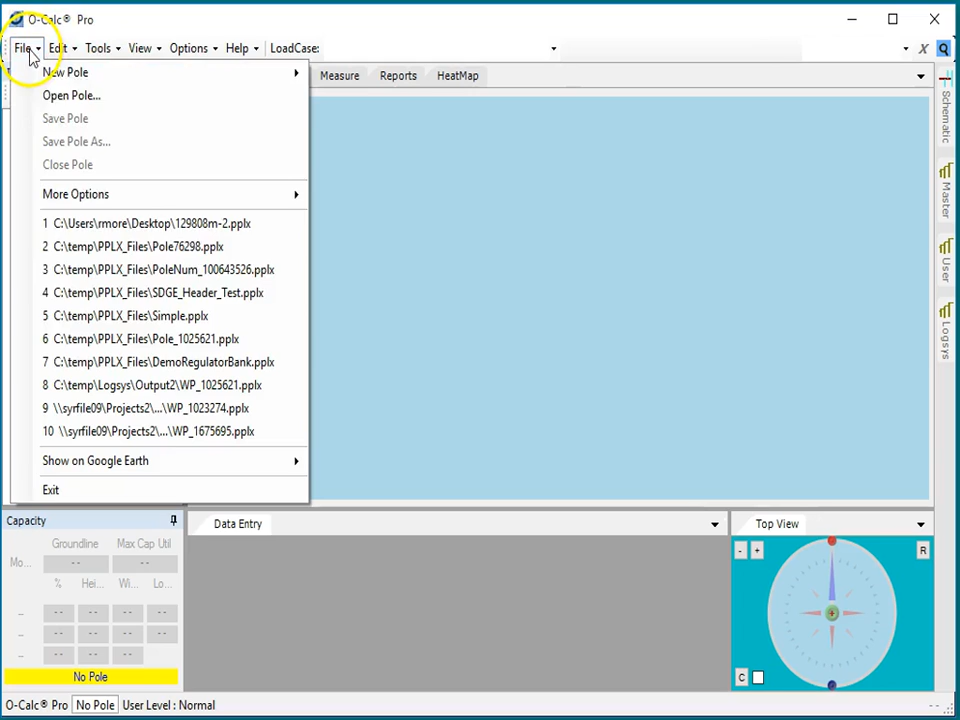 O-Calc® Pro
File Edit Tools View Options Help LoadCase:
X
New Pole
Measure Reports HeatMap
Open Pole...
Save Pole
Save Pole As...
Close Pole
More Options
1 C:\Users\rmore\Desktop\129808m-2.pplx
2 C:\temp\PPLX_Files\Pole76298.pplx
3 C:\temp\PPLX_Files\PoleNum_100643526.pplx
4 C:\temp\PPLX_Files\SDGE_Header_Test.pplx
5 C:\temp\PPLX_Files\Simple.pplx
6 C:\temp\PPLX_Files\Pole_1025621.pplx
7 C:\temp\PPLX_Files\DemoRegulatorBank.pplx
8 C:\temp\Logsys\Output2\WP_1025621.pplx
9 \\syrfile09\Projects2\...\WP_1023274.pplx
10 \\syrfile09\Projects2\...\WP_1675695.pplx
Show on Google Earth
Exit
Schematic
Master
User
Logsys
Capacity
Groundline Max Cap Util
Mo... -- --
% Hei... Wi... Lo...
-- -- -- -- --
-- -- -- -- --
-- -- -- --
No Pole
Data Entry
Top View
- + R
C
O-Calc® Pro No Pole User Level : Normal
--